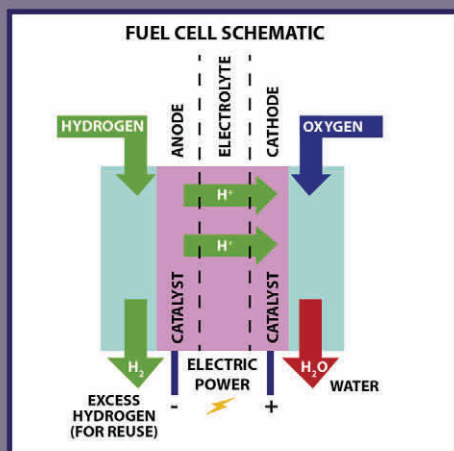 FUEL CELL SCHEMATIC
HYDROGEN
ANODE
ELECTROLYTE
CATHODE
OXYGEN
H+
H+
CATALYST
CATALYST
H₂
ELECTRIC
POWER
H₂O
WATER
EXCESS
HYDROGEN
(FOR REUSE)
-
+